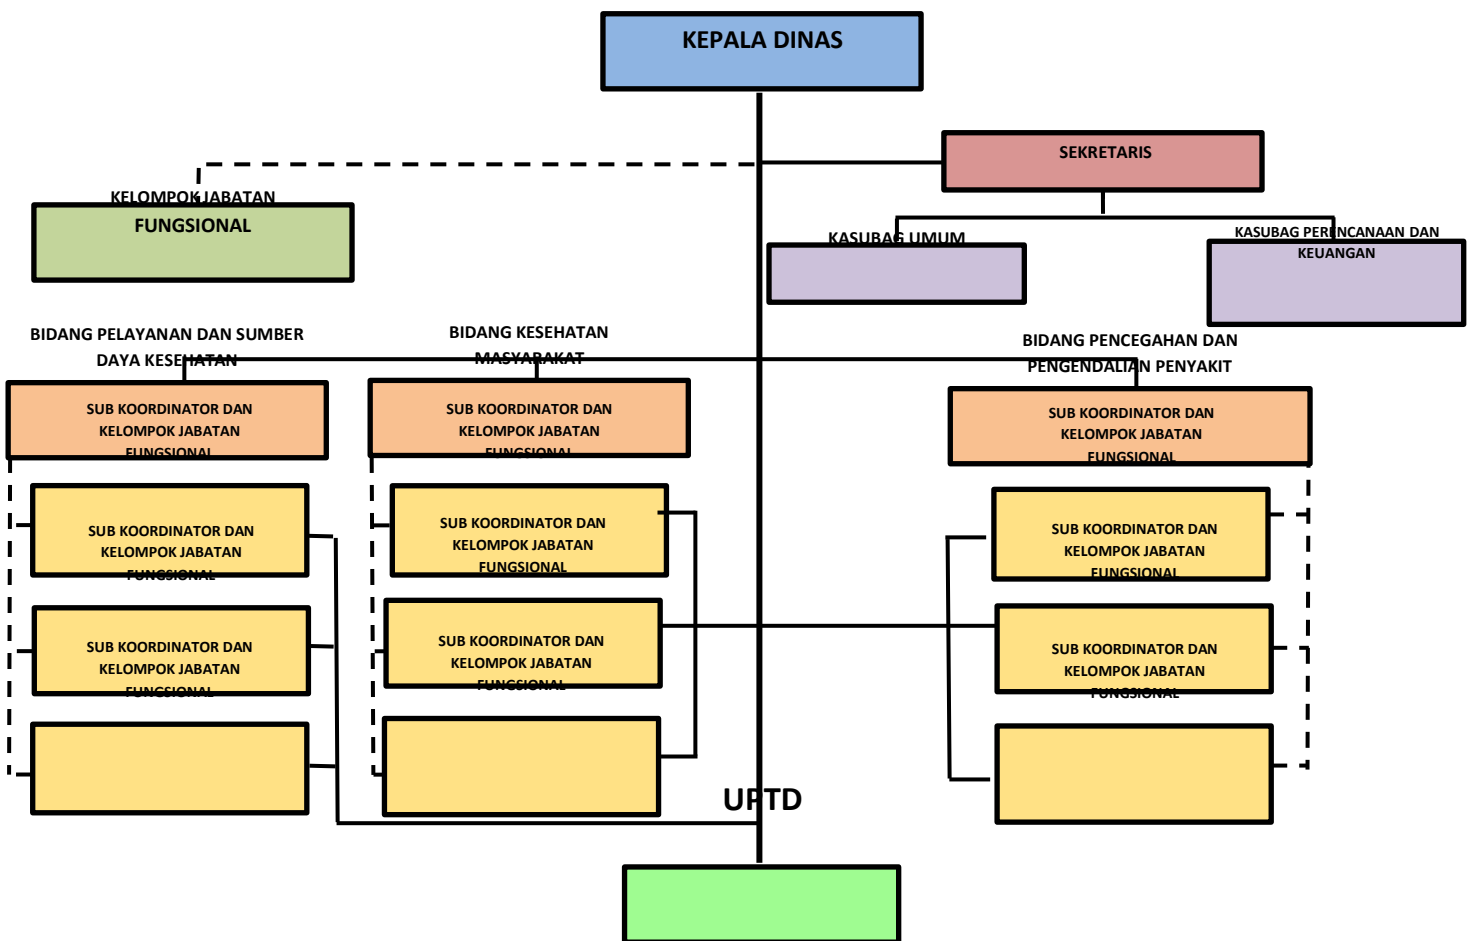 KEPALA DINAS
SEKRETARIS
KELOMPOK JABATAN
FUNGSIONAL
KASUBAG UMUM
KASUBAG PERENCANAAN DAN
KEUANGAN
BIDANG PELAYANAN DAN SUMBER
DAYA KESEHATAN
BIDANG KESEHATAN
MASYARAKAT
BIDANG PENCEGAHAN DAN
PENGENDALIAN PENYAKIT
SUB KOORDINATOR DAN
KELOMPOK JABATAN
FUNGSIONAL
SUB KOORDINATOR DAN
KELOMPOK JABATAN
FUNGSIONAL
SUB KOORDINATOR DAN
KELOMPOK JABATAN
FUNGSIONAL
SUB KOORDINATOR DAN
KELOMPOK JABATAN
FUNGSIONAL
SUB KOORDINATOR DAN
KELOMPOK JABATAN
FUNGSIONAL
SUB KOORDINATOR DAN
KELOMPOK JABATAN
FUNGSIONAL
SUB KOORDINATOR DAN
KELOMPOK JABATAN
FUNGSIONAL
SUB KOORDINATOR DAN
KELOMPOK JABATAN
FUNGSIONAL
SUB KOORDINATOR DAN
KELOMPOK JABATAN
FUNGSIONAL
UPTD